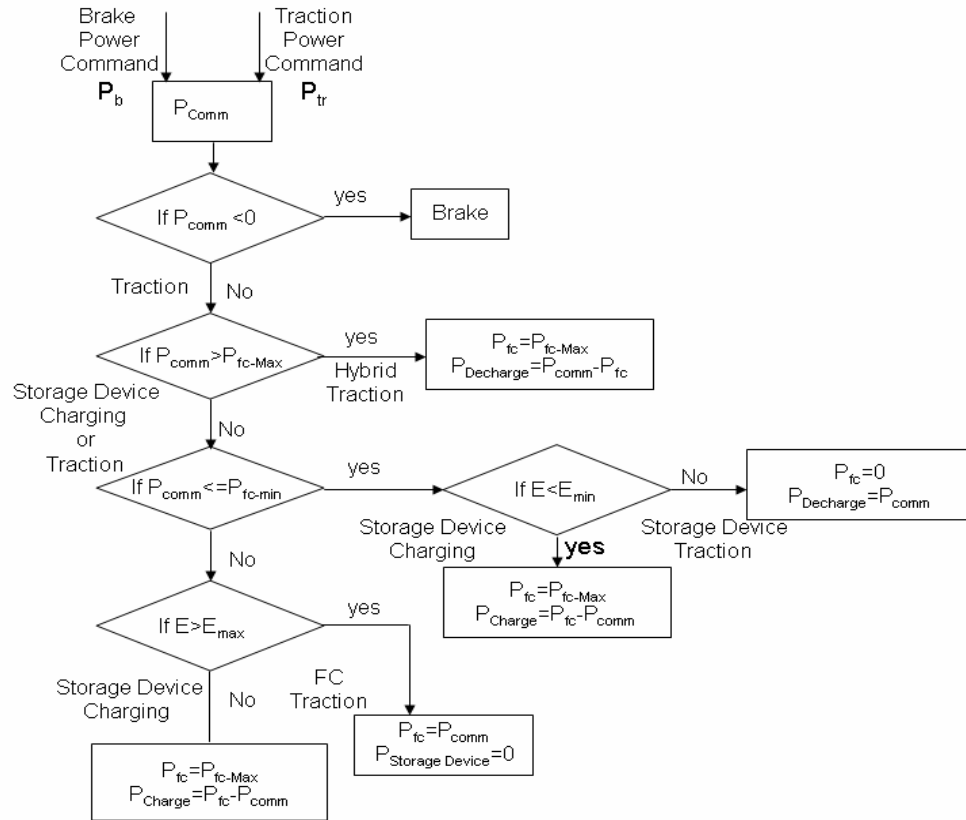 Brake
Power
Command
P_b
Traction
Power
Command
P_tr
P_Comm
If P_comm <0
yes
Brake
Traction
No
If P_comm>P_fc-Max
yes
Hybrid
Traction
P_fc=P_fc-Max
P_Decharge=P_comm-P_fc
Storage Device
Charging
or
Traction
No
If P_comm<=P_fc-min
yes
If E<E_min
No
P_fc=0
P_Decharge=P_comm
Storage Device
Charging
yes
Storage Device
Traction
P_fc=P_fc-Max
P_Charge=P_fc-P_comm
No
If E>E_max
yes
Storage Device
Charging
No
FC
Traction
P_fc=P_comm
P_Storage Device=0
P_fc=P_fc-Max
P_Charge=P_fc-P_comm